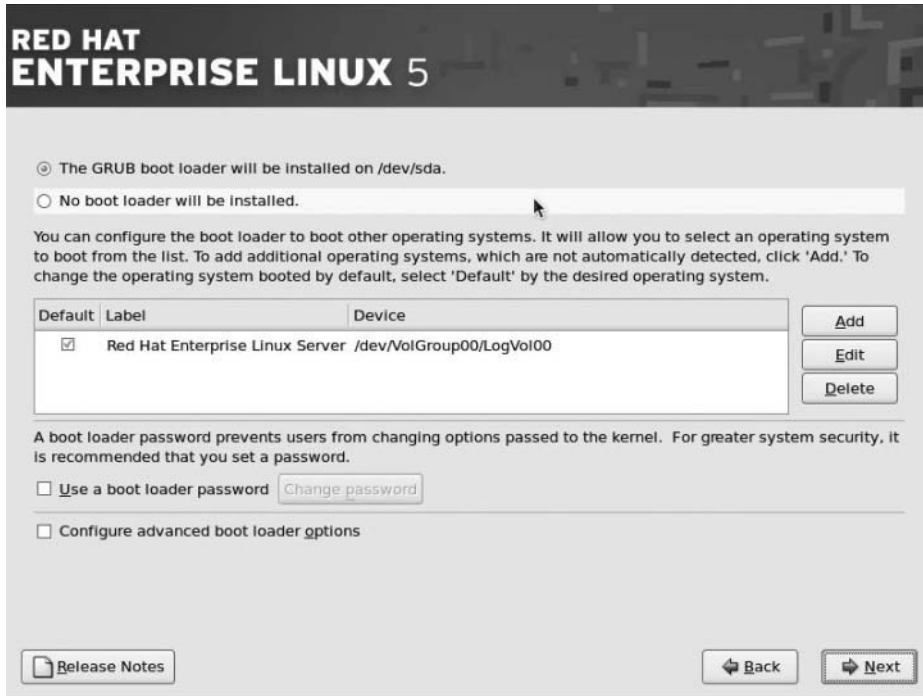 RED HAT
ENTERPRISE LINUX 5
The GRUB boot loader will be installed on /dev/sda.
No boot loader will be installed.
You can configure the boot loader to boot other operating systems. It will allow you to select an operating system
to boot from the list. To add additional operating systems, which are not automatically detected, click 'Add.' To
change the operating system booted by default, select 'Default' by the desired operating system.
Default Label Device
Red Hat Enterprise Linux Server /dev/VolGroup00/LogVol00
Add
Edit
Delete
A boot loader password prevents users from changing options passed to the kernel. For greater system security, it
is recommended that you set a password.
Use a boot loader password Change password
Configure advanced boot loader options
Release Notes Back Next